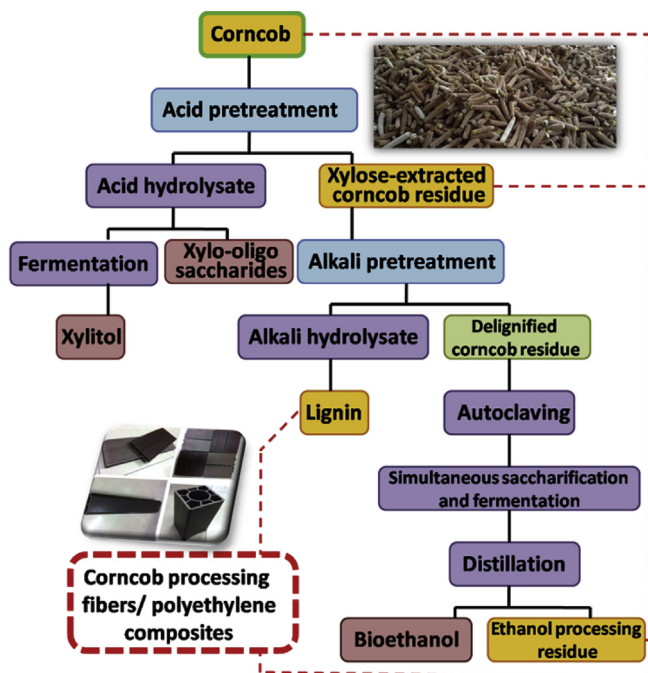 Corncob
Acid pretreatment
Acid hydrolysate
Xylose-extracted
corncob residue
Fermentation
Xylo-oligo
saccharides
Alkali pretreatment
Xylitol
Alkali hydrolysate
Delignified
corncob residue
Lignin
Autoclaving
Simultaneous saccharification
and fermentation
Distillation
Corncob processing
fibers/ polyethylene
composites
Bioethanol
Ethanol processing
residue